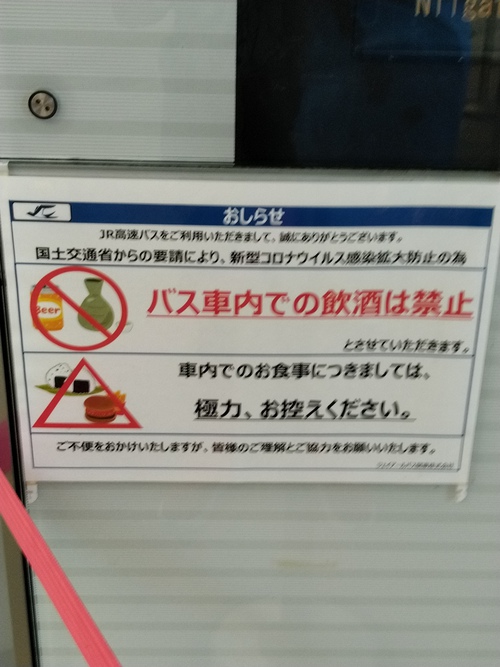 Niiga
おしらせ
JR高速バスをご利用いただきまして、誠にありがとうございます。
国土交通省からの要請により、新型コロナウイルス感染拡大防止の為
Beer
バス車内での飲酒は禁止
とさせていただきます。
車内でのお食事につきましては、
極力、お控えください。
ご不便をおかけいたしますが、皆様のご理解とご協力をお願いいたします。